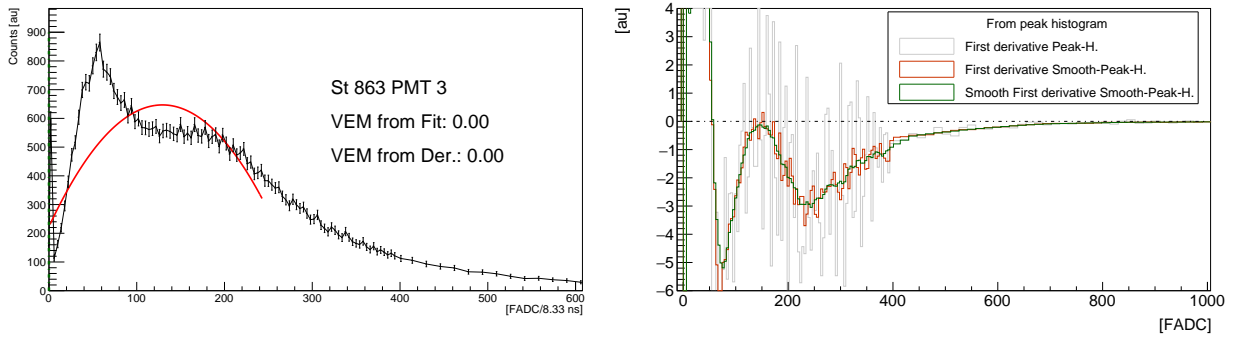 Counts [au]
900
800
700
600
500
400
300
200
100
0
0 100 200 300 400 500 600
[FADC/8.33 ns]
St 863 PMT 3
VEM from Fit: 0.00
VEM from Der.: 0.00
[au]
4
3
2
1
0
−1
−2
−3
−4
−5
−6
0 200 400 600 800 1000
[FADC]
From peak histogram
First derivative Peak-H.
First derivative Smooth-Peak-H.
Smooth First derivative Smooth-Peak-H.